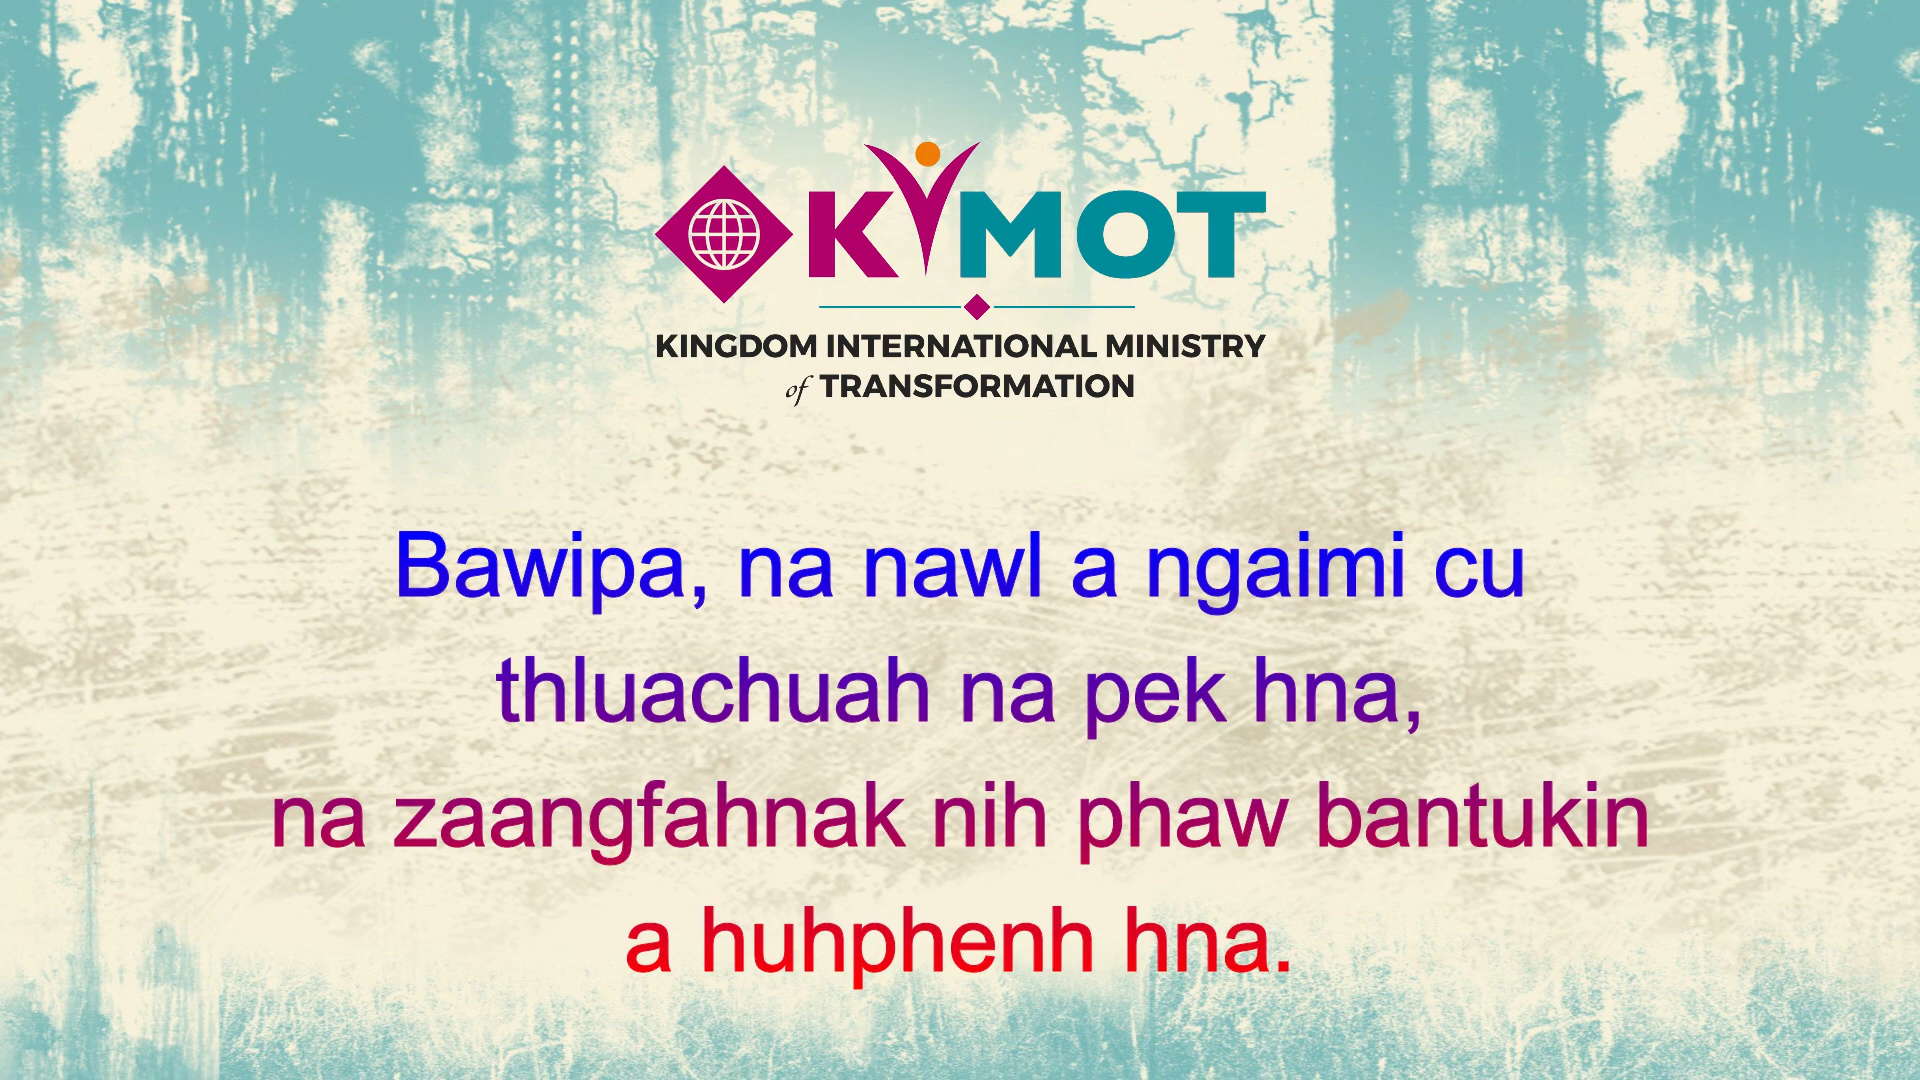 KIMOT
KINGDOM INTERNATIONAL MINISTRY
of TRANSFORMATION
Bawipa, na nawl a ngaimi cu
thluachuah na pek hna,
na zaangfahnak nih phaw bantukin
a huhphenh hna.